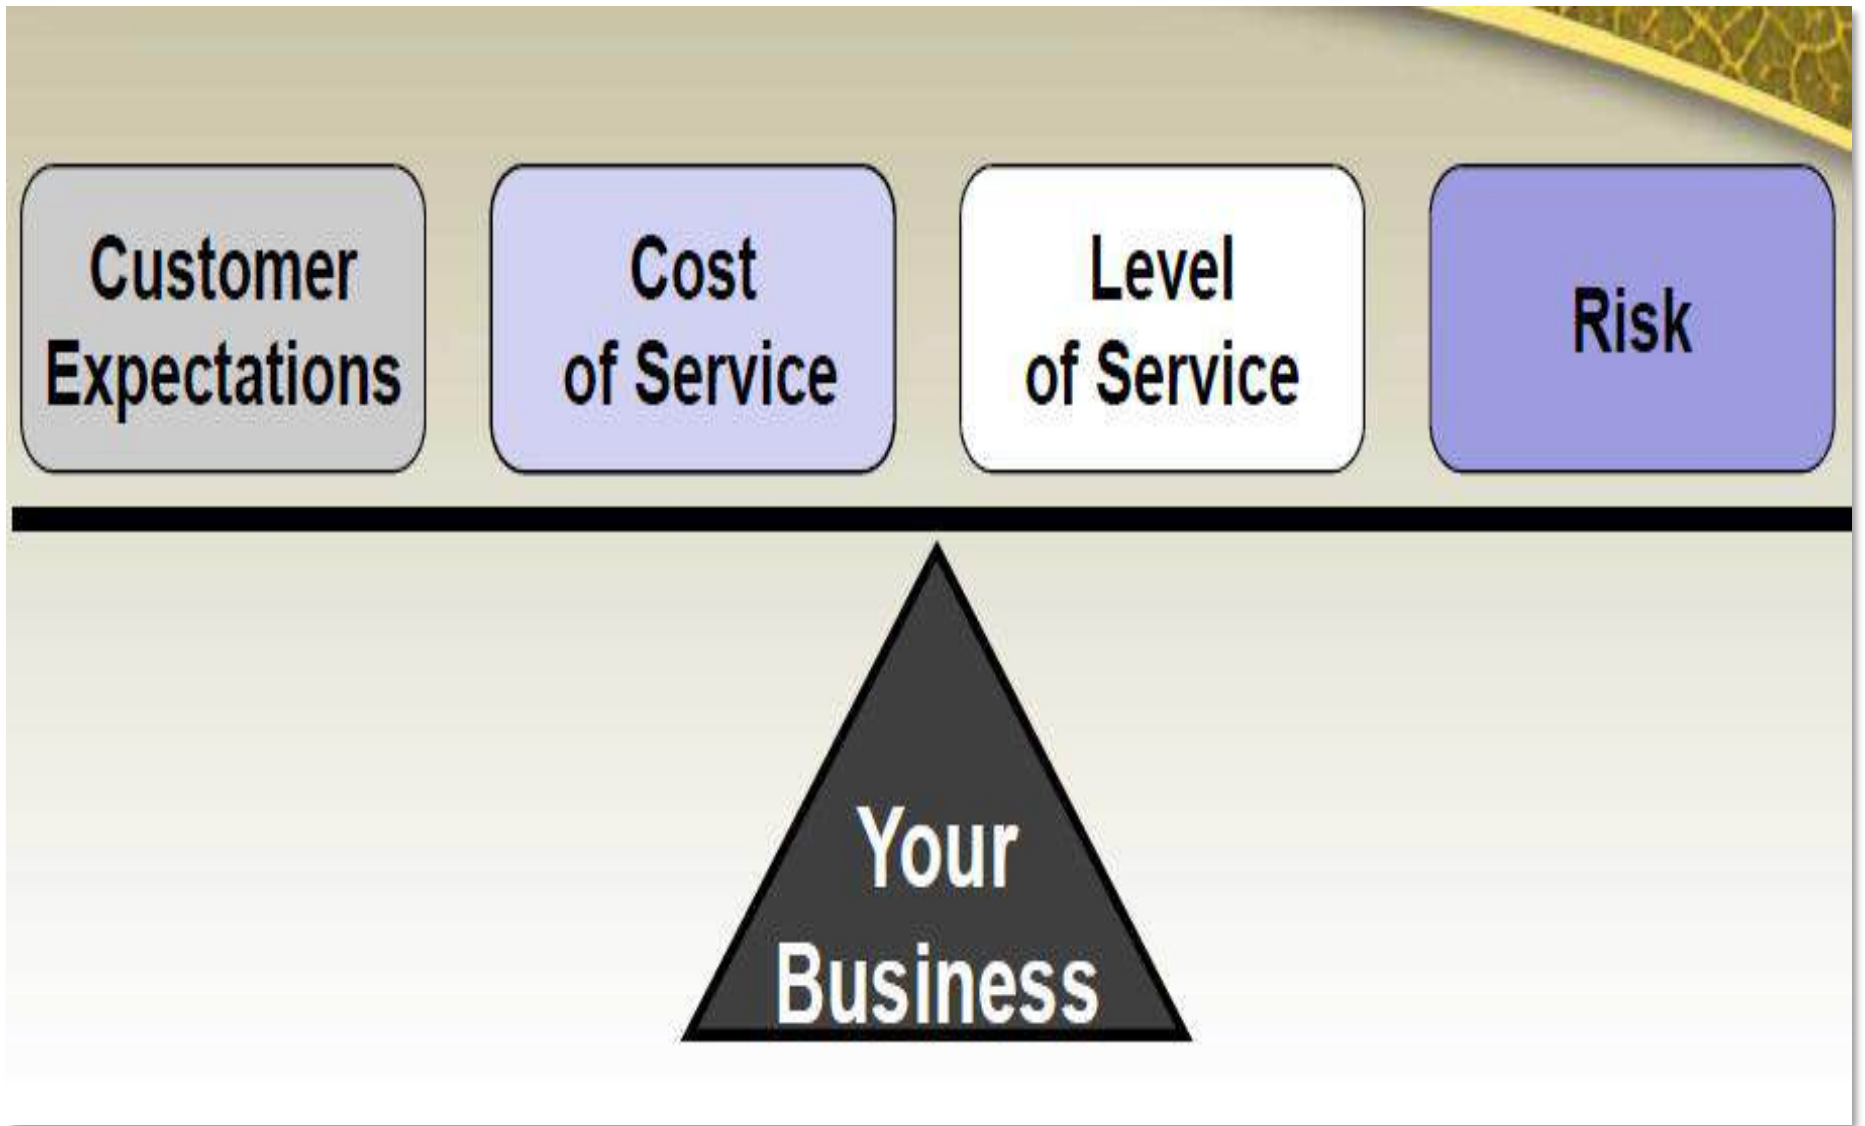 Customer
Expectations
Cost
of Service
Level
of Service
Risk
Your
Business